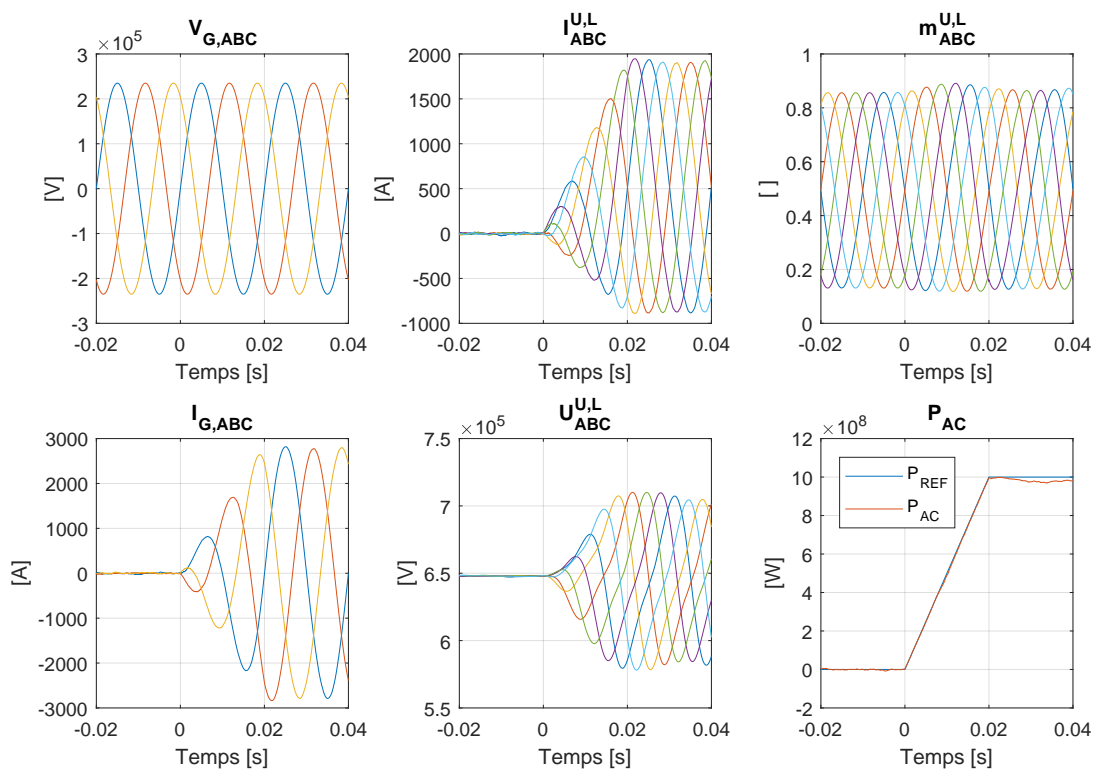 V_G,ABC
×10^5
3
2
1
0
-1
-2
-3
[V]
-0.02 0 0.02 0.04
Temps [s]
I_ABC^U,L
2000
1500
1000
500
0
-500
-1000
[A]
-0.02 0 0.02 0.04
Temps [s]
m_ABC^U,L
1
0.8
0.6
0.4
0.2
0
[ ]
-0.02 0 0.02 0.04
Temps [s]
I_G,ABC
3000
2000
1000
0
-1000
-2000
-3000
[A]
-0.02 0 0.02 0.04
Temps [s]
U_ABC^U,L
×10^5
7.5
7
6.5
6
5.5
[V]
-0.02 0 0.02 0.04
Temps [s]
P_AC
×10^8
12
10
8
6
4
2
0
-2
[W]
P_REF
P_AC
-0.02 0 0.02 0.04
Temps [s]